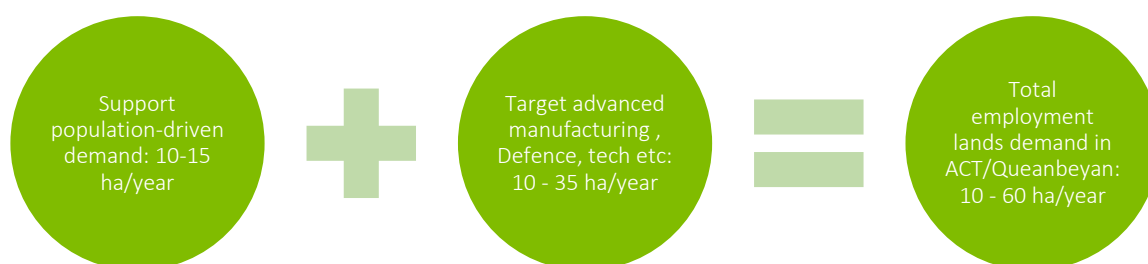 Support
population-driven
demand: 10-15
ha/year
Target advanced
manufacturing ,
Defence, tech etc:
10 - 35 ha/year
Total
employment
lands demand in
ACT/Queanbeyan:
10 - 60 ha/year